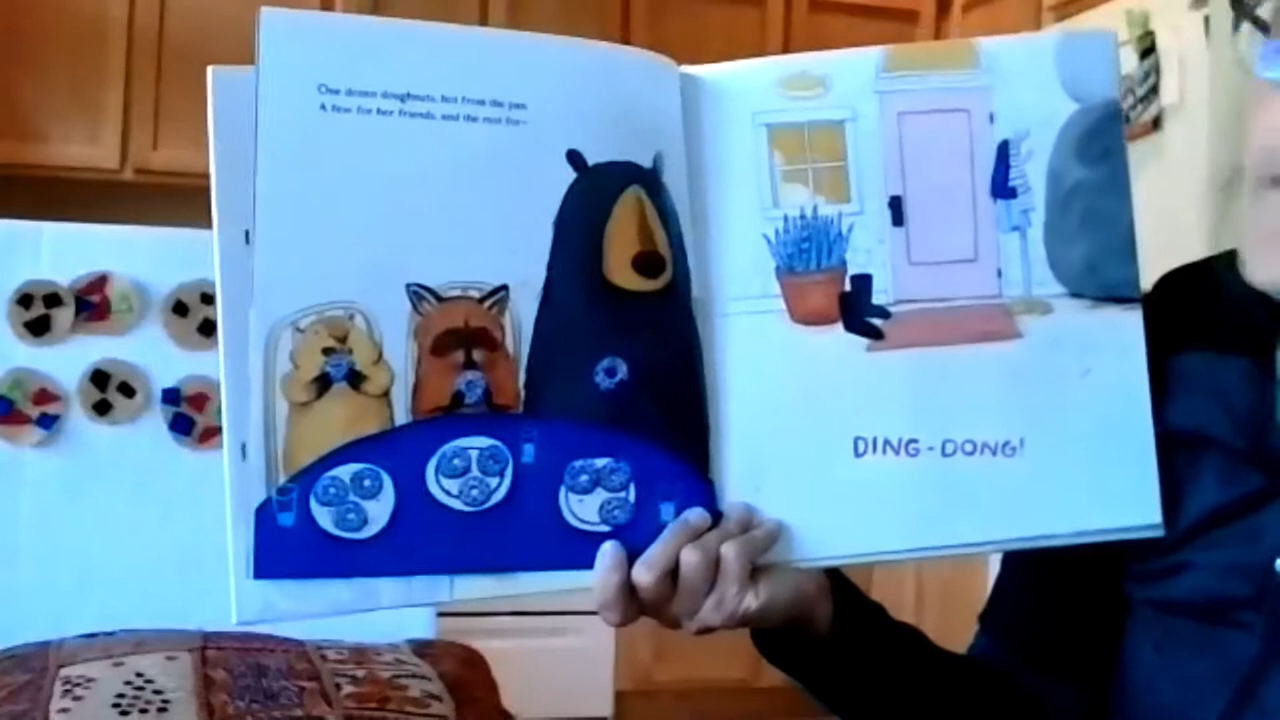 One dozen doughnuts, hot from the pan
A few for her friends, and the rest for—
DING-DONG!